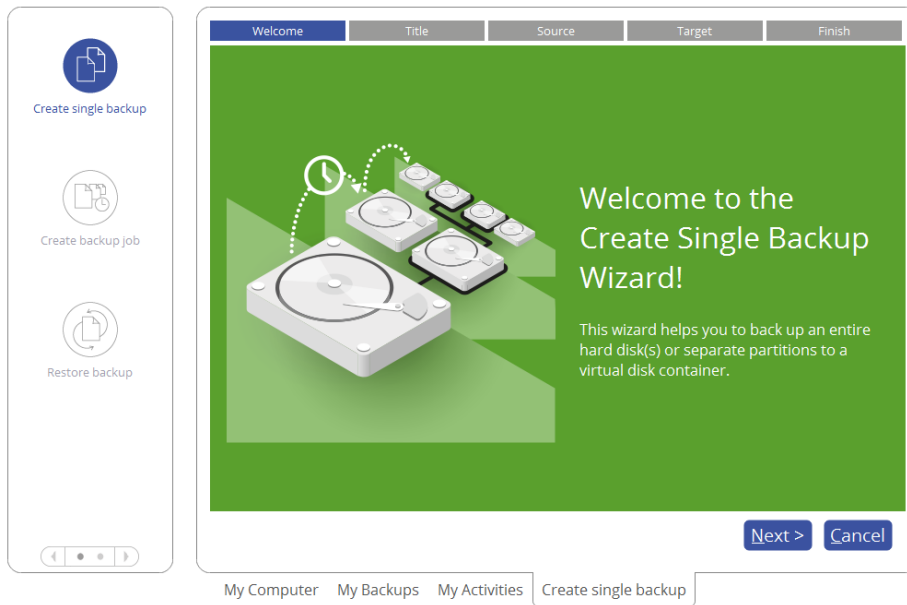 Create single backup
Create backup job
Restore backup
Welcome
Title
Source
Target
Finish
Welcome to the
Create Single Backup
Wizard!
This wizard helps you to back up an entire
hard disk(s) or separate partitions to a
virtual disk container.
Next >
Cancel
My Computer
My Backups
My Activities
Create single backup